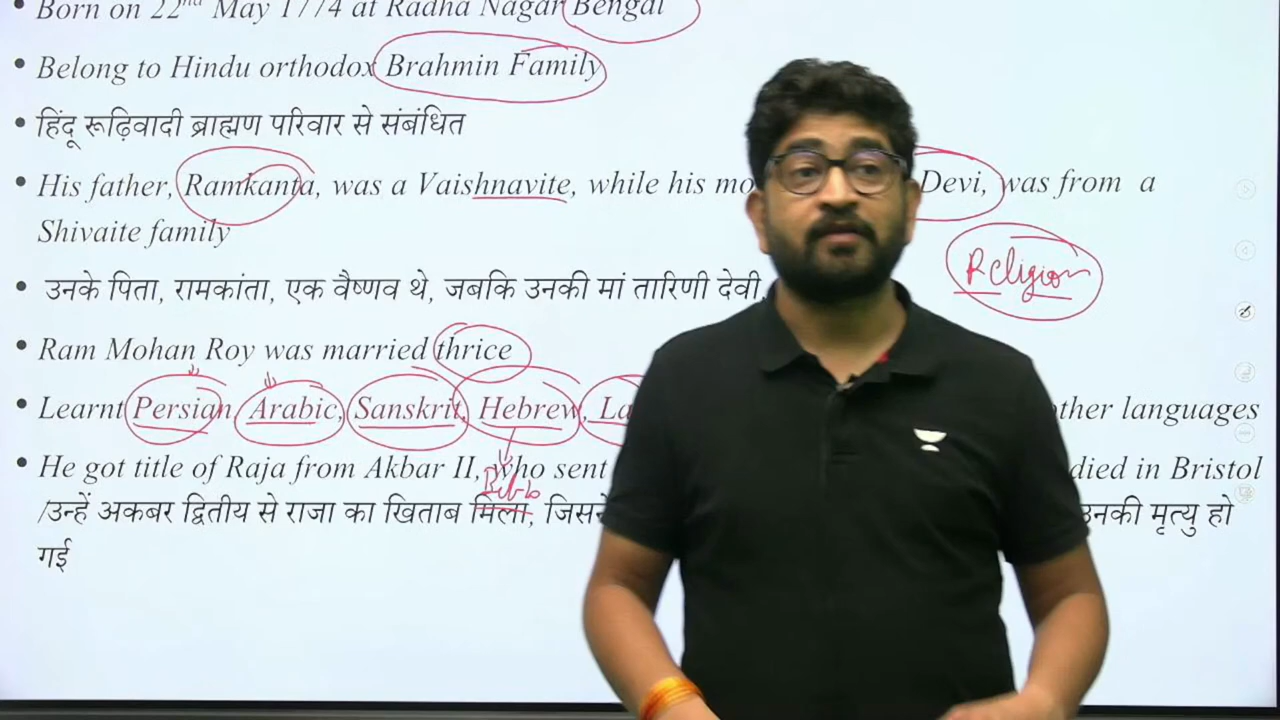 • Born on 22nd May 1774 at Radha Nagar Bengal
• Belong to Hindu orthodox Brahmin Family
• हिंदू रूढ़िवादी ब्राह्मण परिवार से संबंधित
• His father, Ramkanta, was a Vaishnavite, while his Devi, was from a
Shivaite family
Religion
• उनके पिता, रामकांता, एक वैष्णव थे, जबकि उनकी मां तारिणी देवी,
• Ram Mohan Roy was married thrice
• Learnt Persian, Arabic, Sanskrit, Hebrew, other languages
• He got title of Raja from Akbar II, who sent died in Bristol
/उन्हें अकबर द्वितीय से राजा का खिताब मिला, उनकी मृत्यु हो
गई